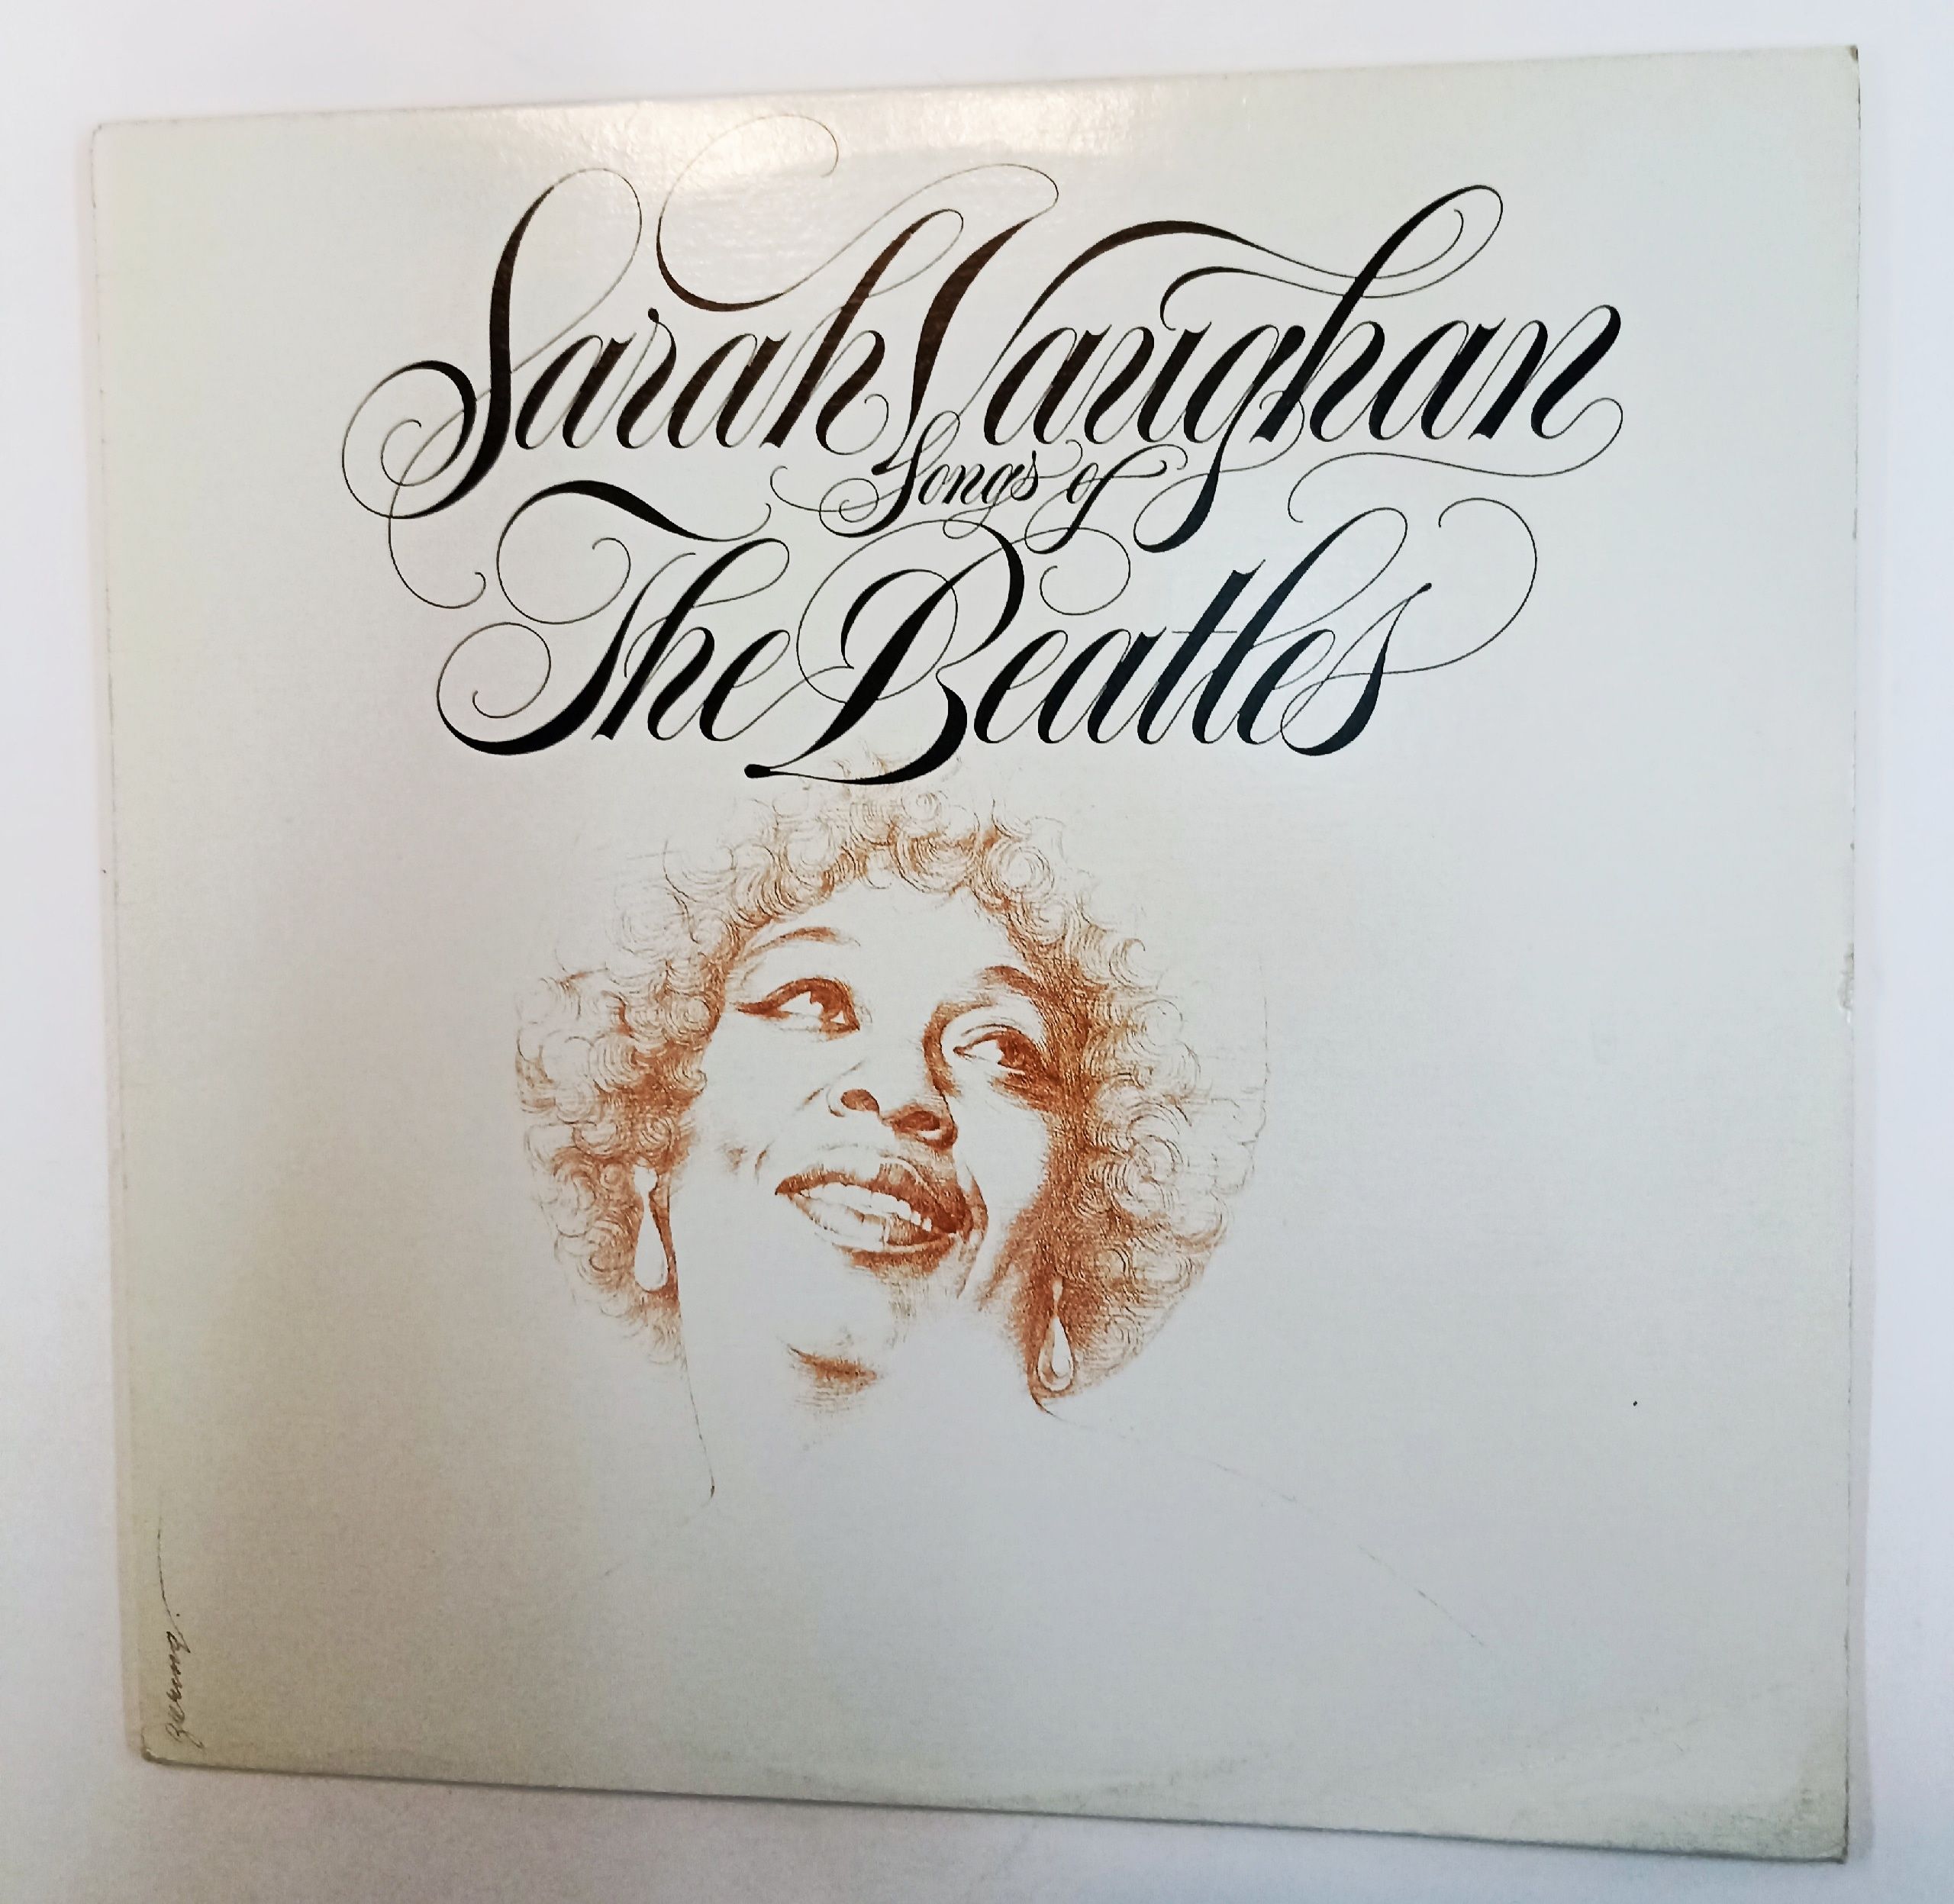 Sarah Vaughan
Songs of
The Beatles